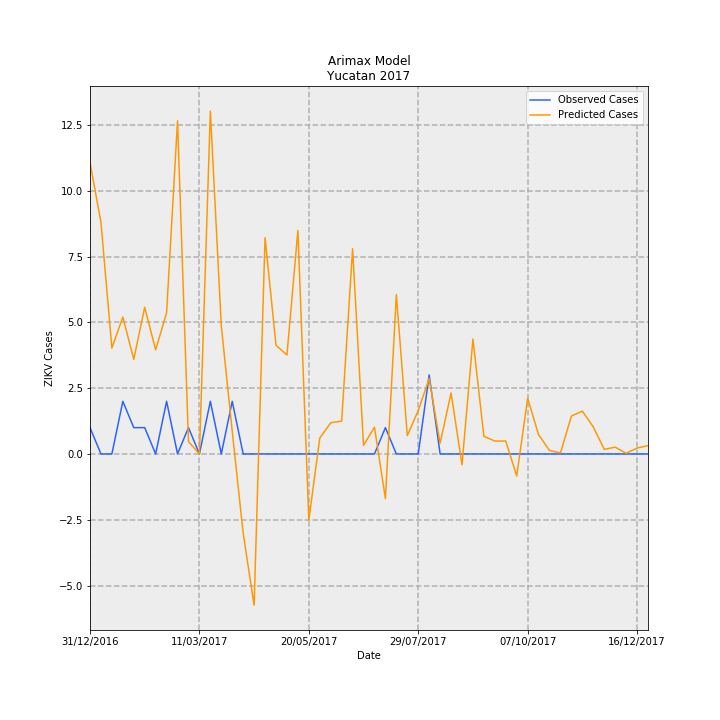 Arimax Model
Yucatan 2017
Observed Cases
Predicted Cases
ZIKV Cases
12.5
10.0
7.5
5.0
2.5
0.0
−2.5
−5.0
31/12/2016 11/03/2017 20/05/2017 29/07/2017 07/10/2017 16/12/2017
Date